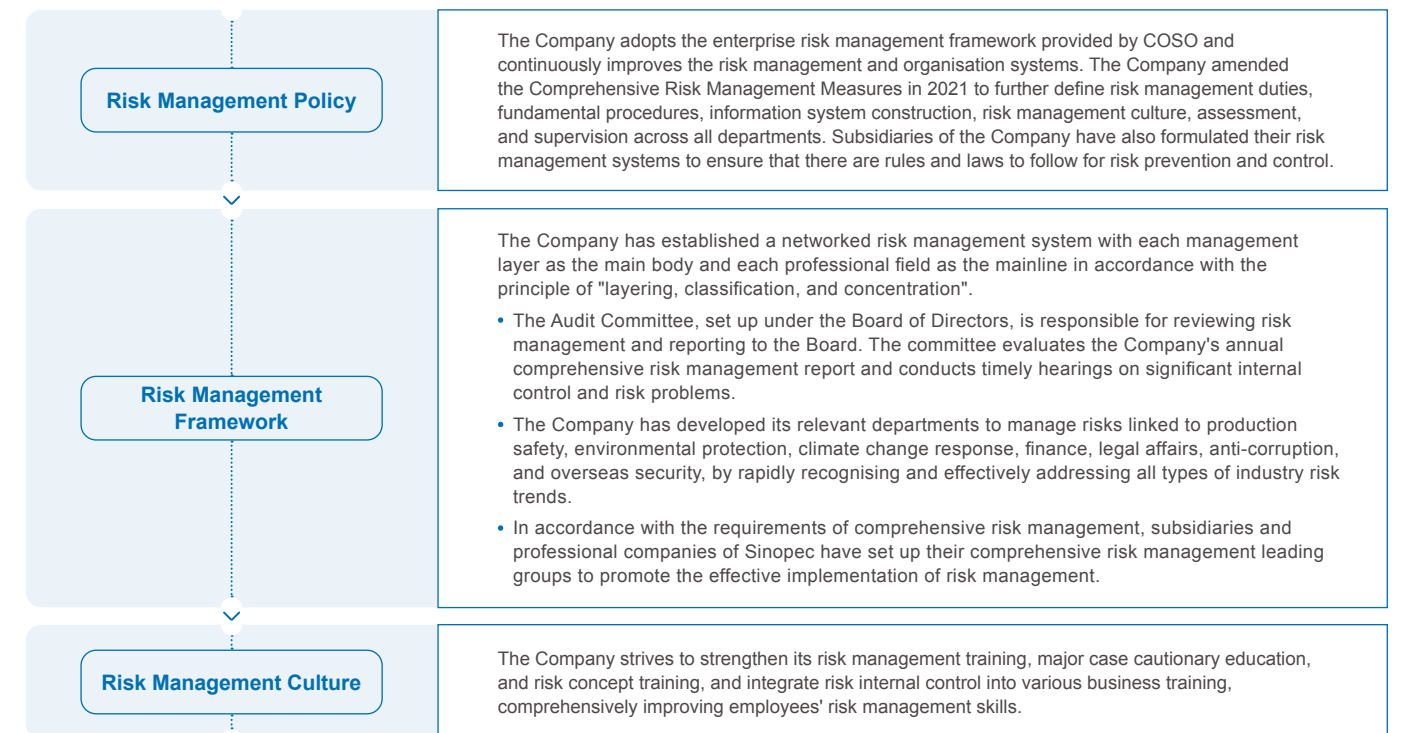 Risk Management Policy
The Company adopts the enterprise risk management framework provided by COSO and
continuously improves the risk management and organisation systems. The Company amended
the Comprehensive Risk Management Measures in 2021 to further define risk management duties,
fundamental procedures, information system construction, risk management culture, assessment,
and supervision across all departments. Subsidiaries of the Company have also formulated their risk
management systems to ensure that there are rules and laws to follow for risk prevention and control.
Risk Management
Framework
The Company has established a networked risk management system with each management
layer as the main body and each professional field as the mainline in accordance with the
principle of "layering, classification, and concentration".
• The Audit Committee, set up under the Board of Directors, is responsible for reviewing risk
management and reporting to the Board. The committee evaluates the Company's annual
comprehensive risk management report and conducts timely hearings on significant internal
control and risk problems.
• The Company has developed its relevant departments to manage risks linked to production
safety, environmental protection, climate change response, finance, legal affairs, anti-corruption,
and overseas security, by rapidly recognising and effectively addressing all types of industry risk
trends.
• In accordance with the requirements of comprehensive risk management, subsidiaries and
professional companies of Sinopec have set up their comprehensive risk management leading
groups to promote the effective implementation of risk management.
Risk Management Culture
The Company strives to strengthen its risk management training, major case cautionary education,
and risk concept training, and integrate risk internal control into various business training,
comprehensively improving employees' risk management skills.